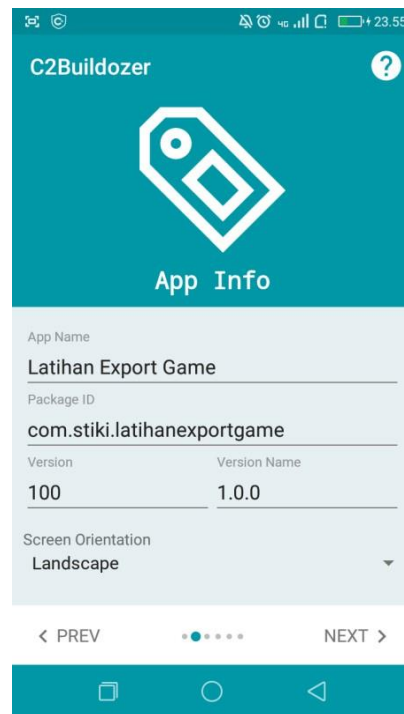 4G 23.55
C2Buildozer
?
App Info
App Name
Latihan Export Game
Package ID
com.stiki.latihanexportgame
Version Version Name
100 1.0.0
Screen Orientation
Landscape
< PREV NEXT >